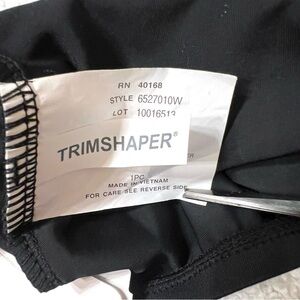 RN 40168
STYLE 6527010W
LOT 10016513
TRIMSHAPER®
1PC
MADE IN VIETNAM
FOR CARE SEE REVERSE SIDE